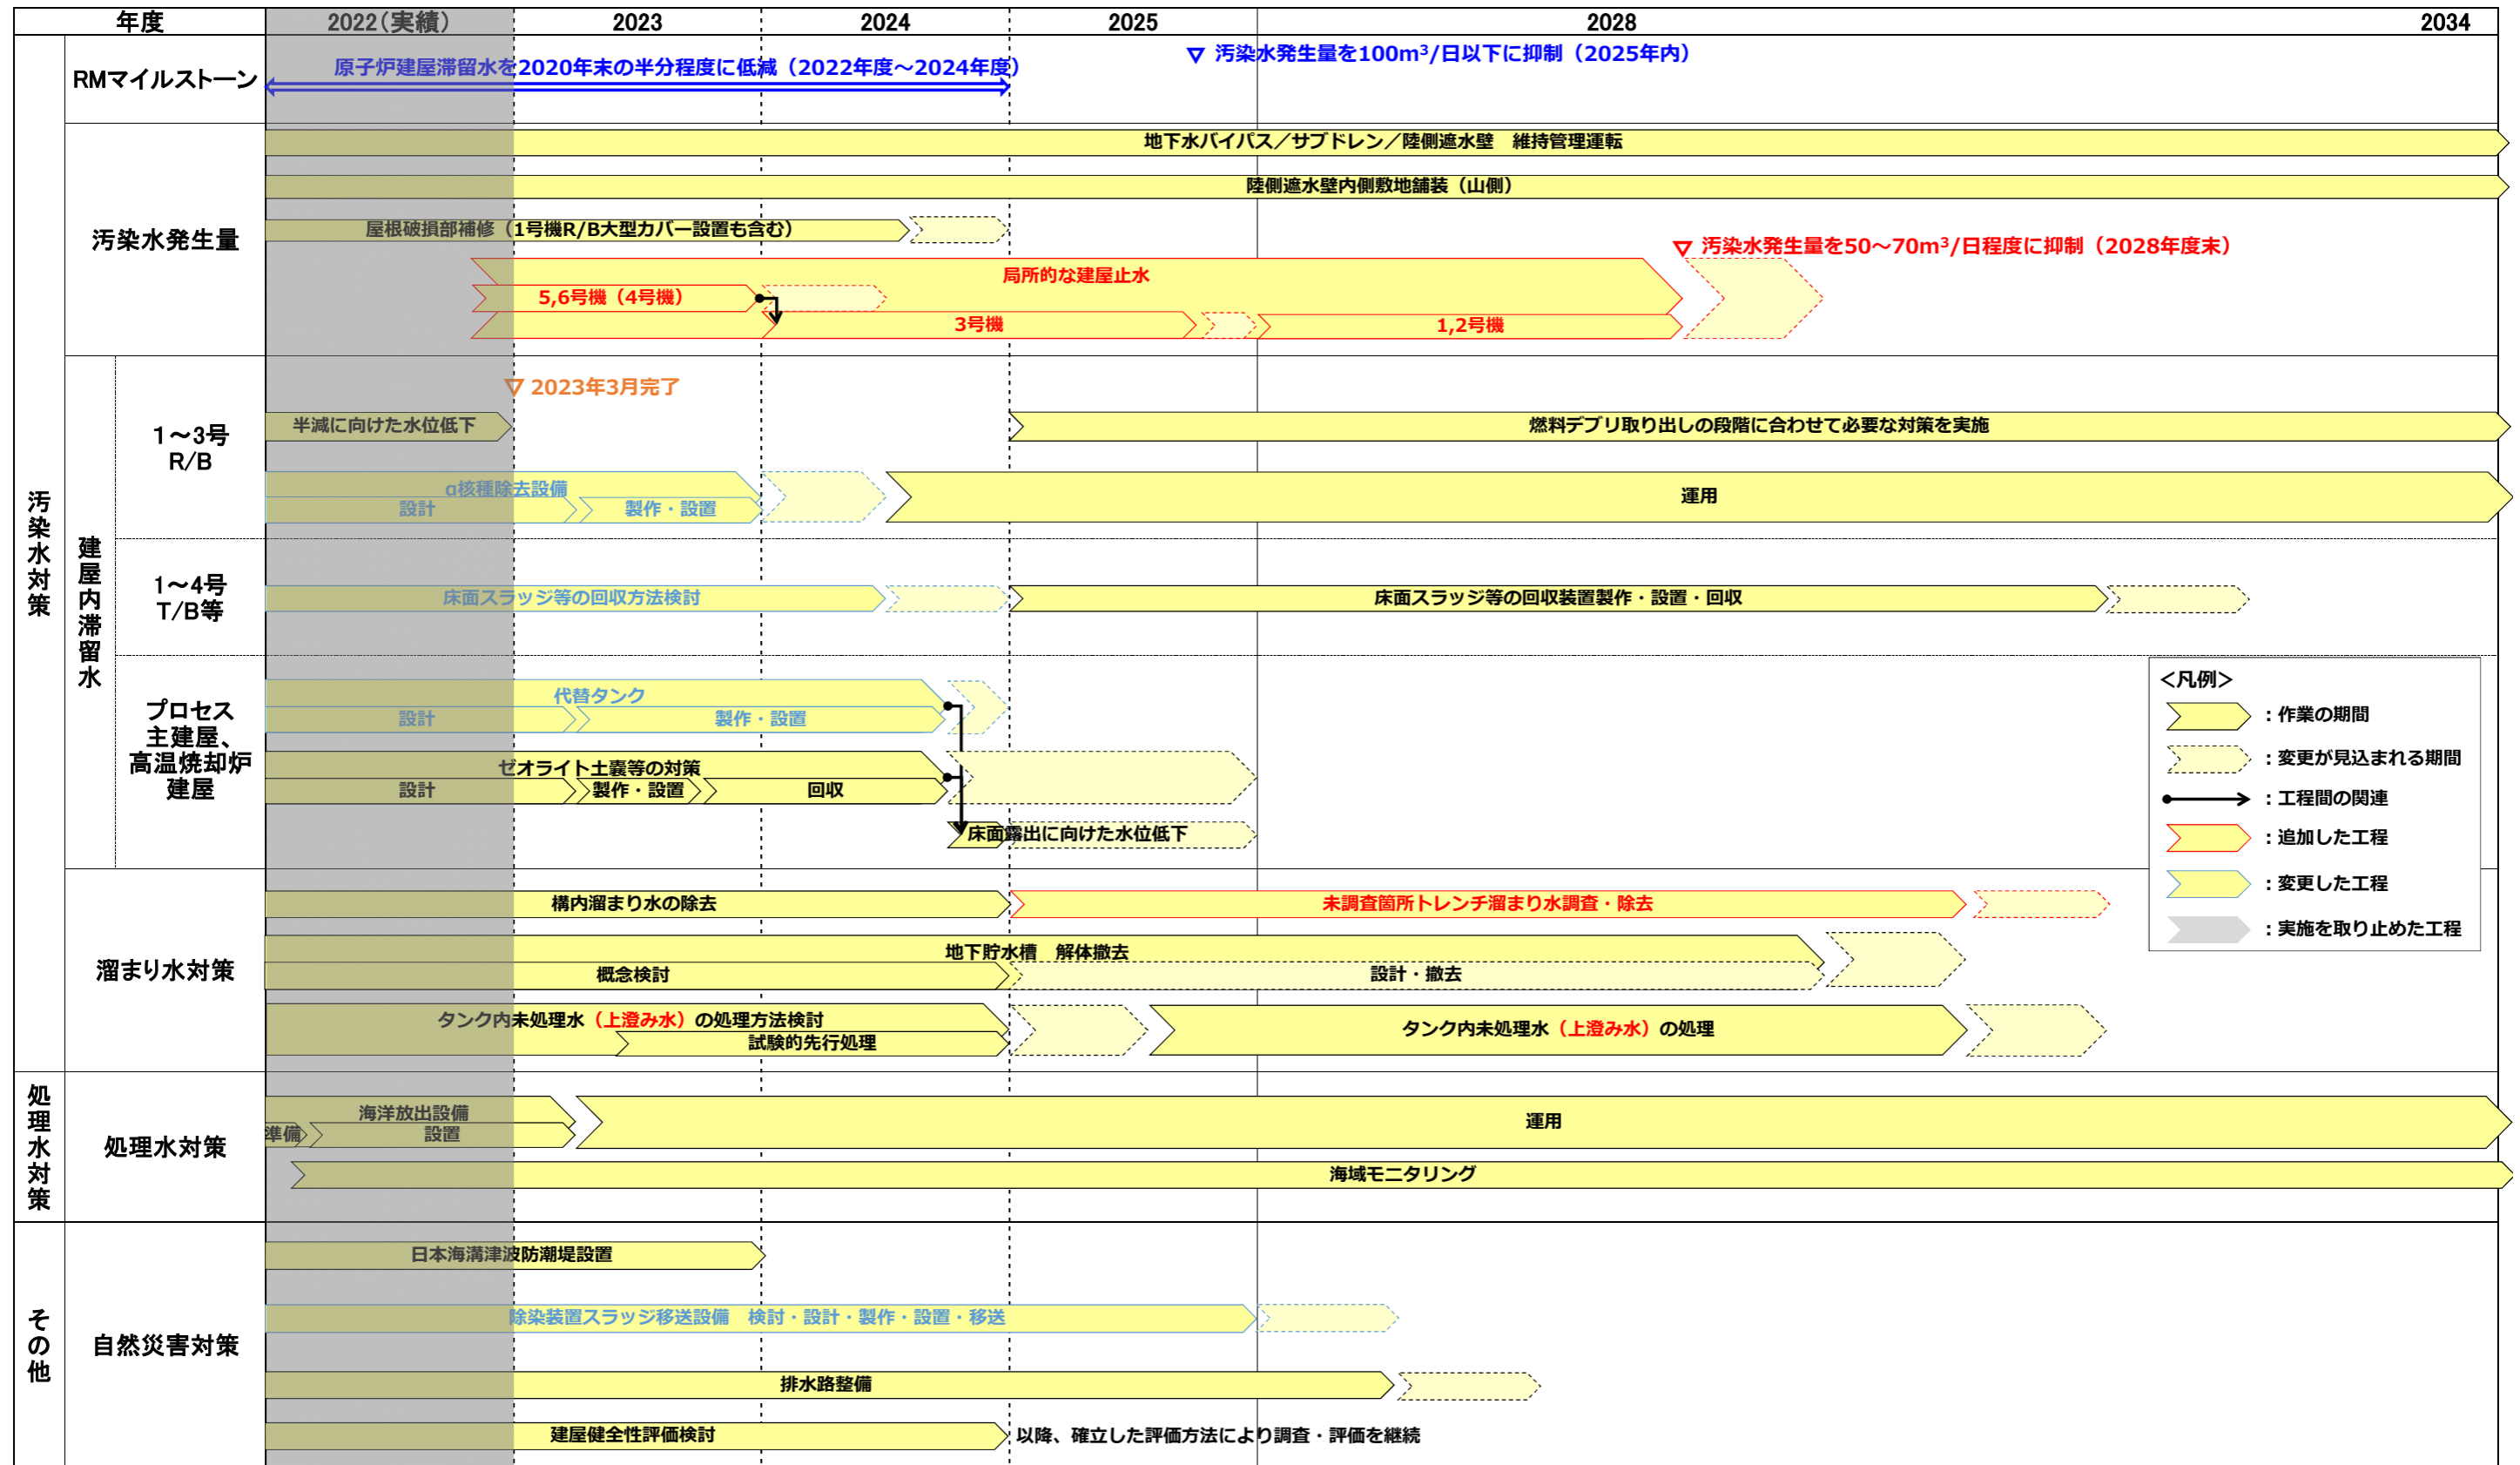 年度
2022（実績）
2023
2024
2025
2028
2034
汚染水対策
RMマイルストーン
原子炉建屋滞留水を2020年末の半分程度に低減（2022年度～2024年度）
▽ 汚染水発生量を100m³/日以下に抑制（2025年内）
汚染水発生量
地下水バイパス／サブドレン／陸側遮水壁　維持管理運転
陸側遮水壁内側敷地舗装（山側）
屋根破損部補修（1号機R/B大型カバー設置も含む）
▽ 汚染水発生量を50～70m³/日程度に抑制（2028年度末）
局所的な建屋止水
5,6号機（4号機）
3号機
1,2号機
建屋内滞留水
1～3号
R/B
▽ 2023年3月完了
半減に向けた水位低下
燃料デブリ取り出しの段階に合わせて必要な対策を実施
α核種除去設備
設計
製作・設置
運用
1～4号
T/B等
床面スラッジ等の回収方法検討
床面スラッジ等の回収装置製作・設置・回収
プロセス
主建屋、
高温焼却炉
建屋
代替タンク
設計
製作・設置
ゼオライト土嚢等の対策
設計
製作・設置
回収
床面露出に向けた水位低下
溜まり水対策
構内溜まり水の除去
未調査箇所トレンチ溜まり水調査・除去
地下貯水槽　解体撤去
概念検討
設計・撤去
タンク内未処理水（上澄み水）の処理方法検討
試験的先行処理
タンク内未処理水（上澄み水）の処理
処理水対策
処理水対策
海洋放出設備
準備
設置
運用
海域モニタリング
その他
自然災害対策
日本海溝津波防潮堤設置
除染装置スラッジ移送設備　検討・設計・製作・設置・移送
排水路整備
建屋健全性評価検討
以降、確立した評価方法により調査・評価を継続
＜凡例＞
：作業の期間
：変更が見込まれる期間
：工程間の関連
：追加した工程
：変更した工程
：実施を取り止めた工程